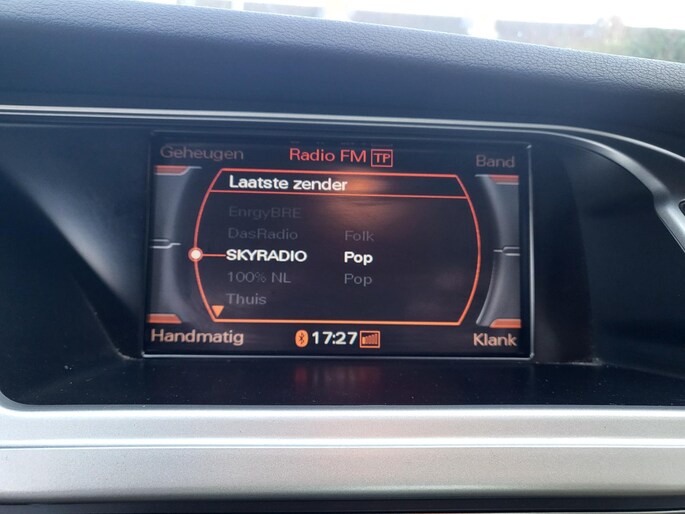 Geheugen Radio FM TP Band
Laatste zender
EnrgyBRE
DasRadio Folk
SKYRADIO Pop
100% NL Pop
Thuis
Handmatig 17:27 Klank